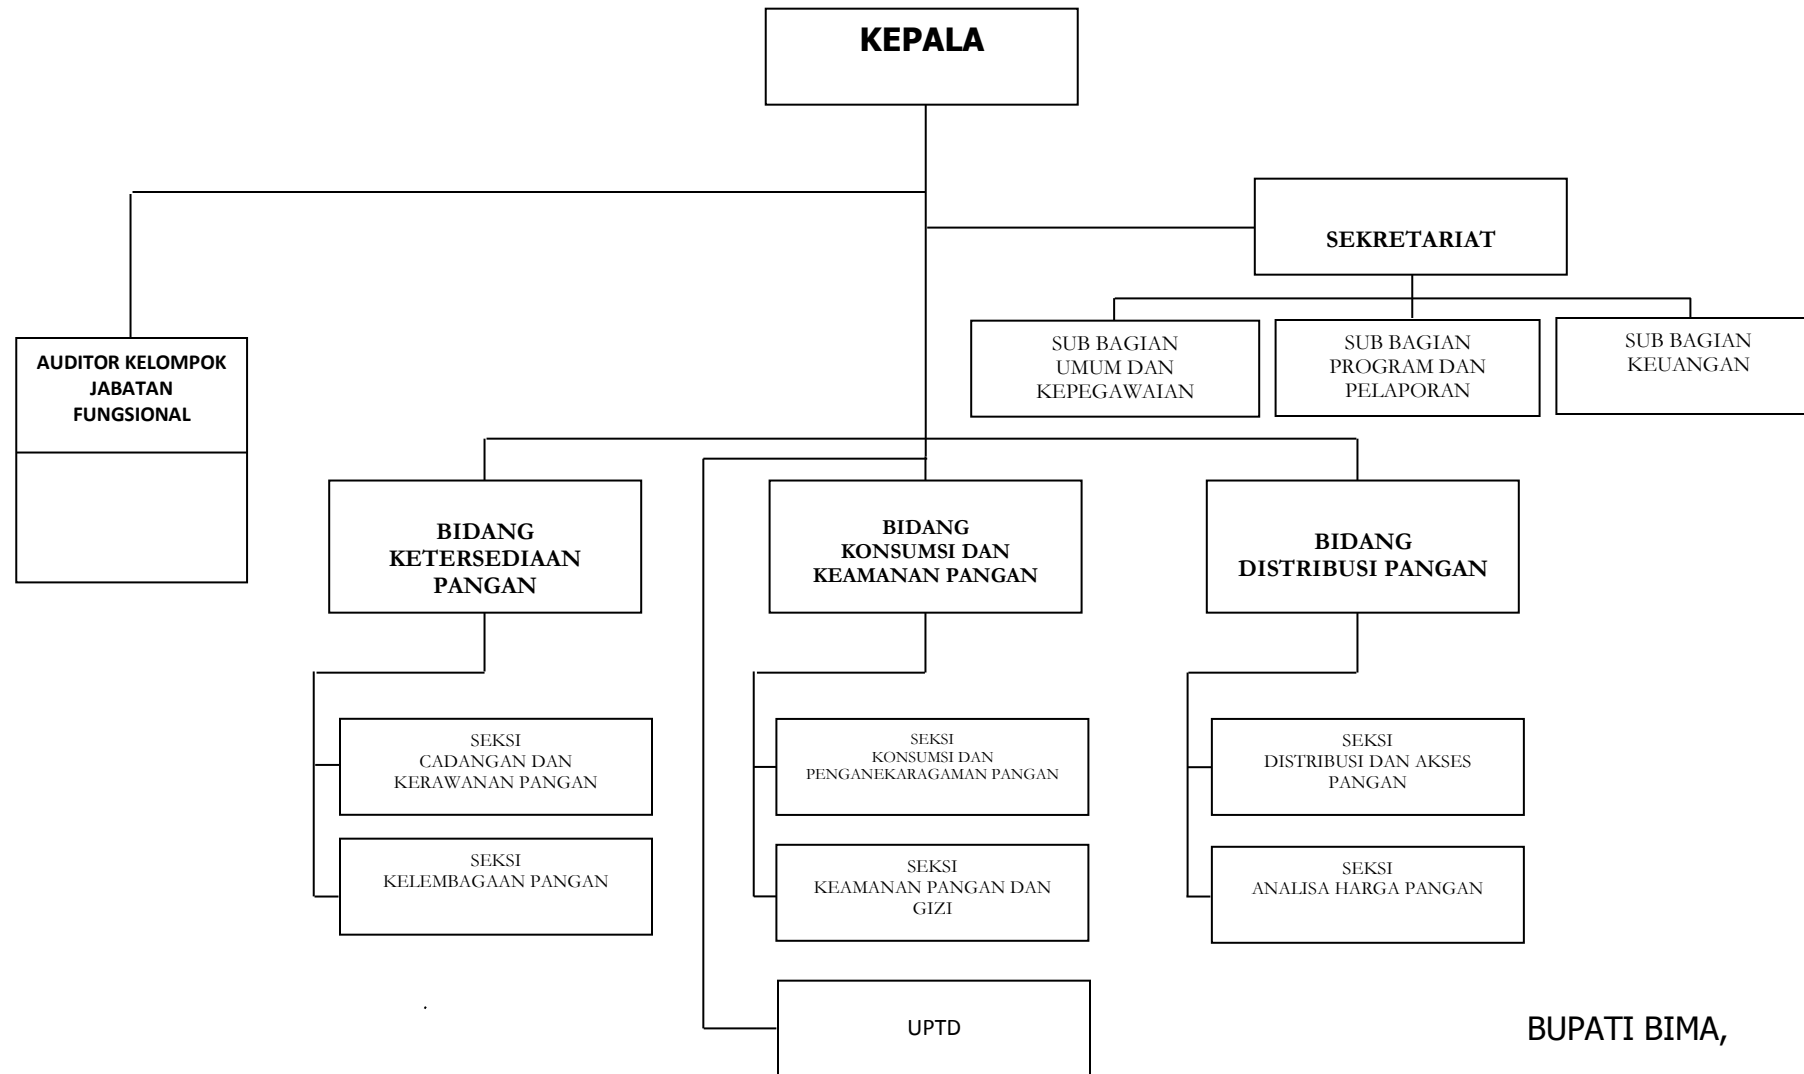 KEPALA
SEKRETARIAT
SUB BAGIAN
UMUM DAN
KEPEGAWAIAN
SUB BAGIAN
PROGRAM DAN
PELAPORAN
SUB BAGIAN
KEUANGAN
AUDITOR KELOMPOK
JABATAN
FUNGSIONAL
BIDANG
KETERSEDIAAN
PANGAN
BIDANG
KONSUMSI DAN
KEAMANAN PANGAN
BIDANG
DISTRIBUSI PANGAN
SEKSI
CADANGAN DAN
KERAWANAN PANGAN
SEKSI
KONSUMSI DAN
PENGANEKARAGAMAN PANGAN
SEKSI
DISTRIBUSI DAN AKSES
PANGAN
SEKSI
KELEMBAGAAN PANGAN
SEKSI
KEAMANAN PANGAN DAN
GIZI
SEKSI
ANALISA HARGA PANGAN
.
UPTD
BUPATI BIMA,